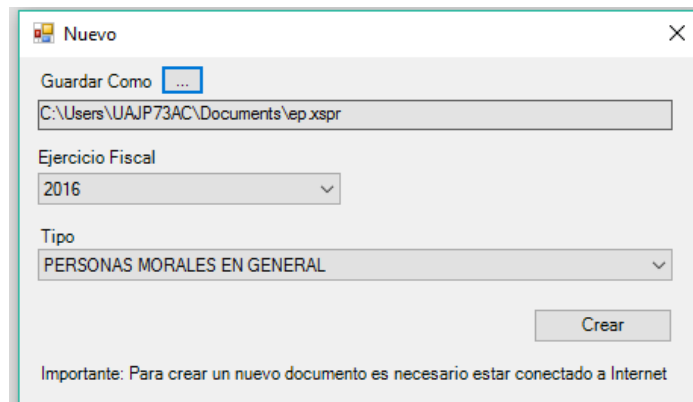 Nuevo
Guardar Como ...
C:\Users\UAJP73AC\Documents\ep.xspr
Ejercicio Fiscal
2016
Tipo
PERSONAS MORALES EN GENERAL
Crear
Importante: Para crear un nuevo documento es necesario estar conectado a Internet